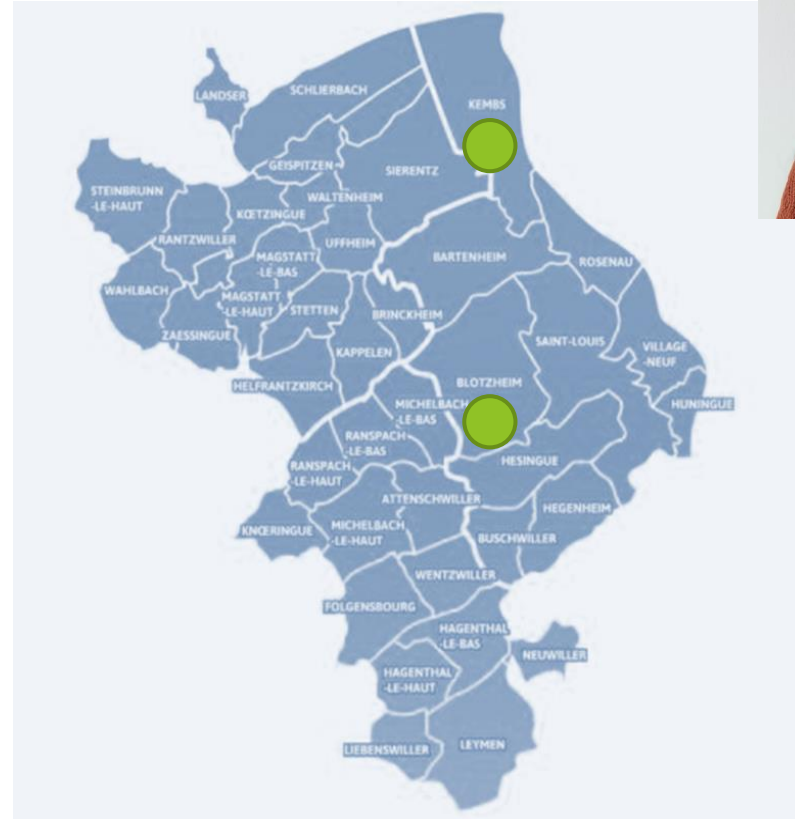 KEMBS
SCHLIERBACH
LANDSER
GEISPITZEN
SIERENTZ
STEINBRUNN
-LE-HAUT
WALTENHEIM
KŒTZINGUE
RANTZWILLER
UFFHEIM
MAGSTATT
-LE-BAS
BARTENHEIM
ROSENAU
WAHLBACH
MAGSTATT
-LE-HAUT
STETTEN
BRINCKHEIM
ZAESSINGUE
SAINT-LOUIS
VILLAGE
-NEUF
KAPPELEN
HELFRANTZKIRCH
BLOTZHEIM
MICHELBACH
-LE-BAS
HUNINGUE
RANSPACH
-LE-BAS
HESINGUE
RANSPACH
-LE-HAUT
ATTENSCHWILLER
HEGENHEIM
KNŒRINGUE
MICHELBACH
-LE-HAUT
BUSCHWILLER
WENTZWILLER
FOLGENSBOURG
HAGENTHAL
-LE-BAS
NEUWILLER
HAGENTHAL
-LE-HAUT
LIEBENSWILLER
LEYMEN